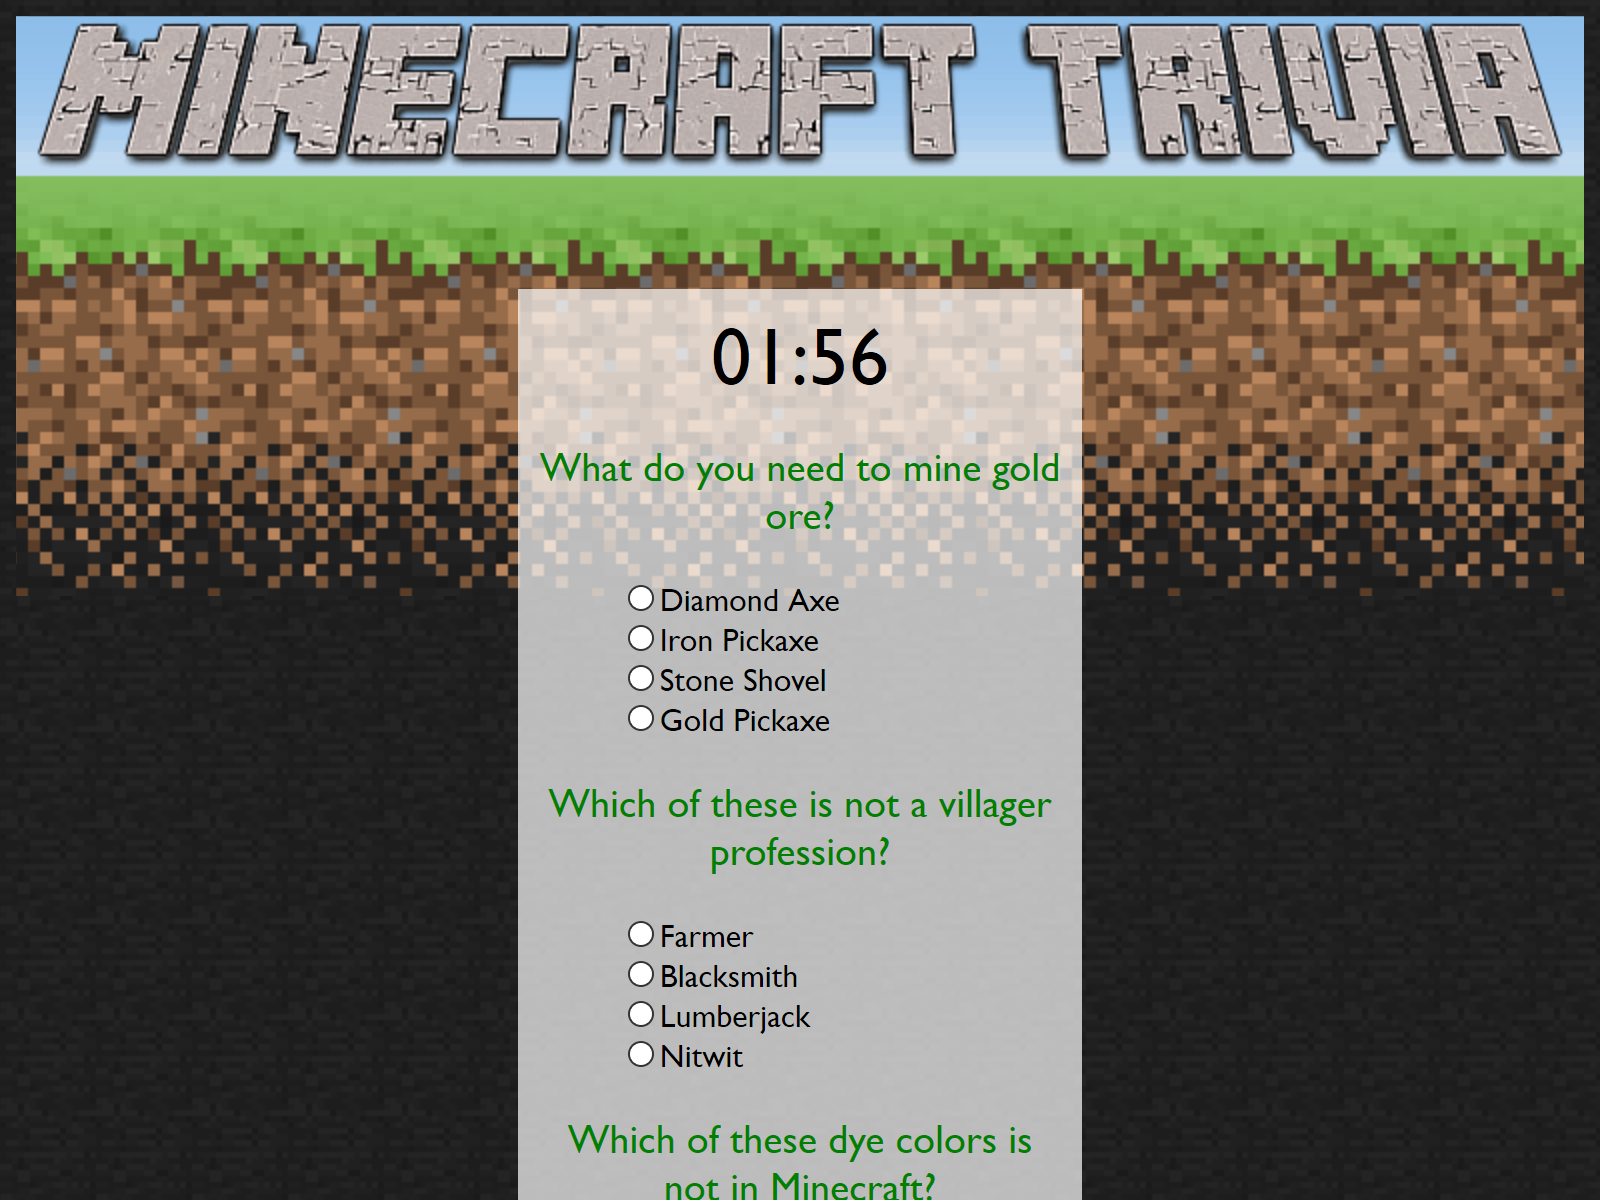 MINECRAFT TRIVIA
01:56
What do you need to mine gold
ore?
Diamond Axe
Iron Pickaxe
Stone Shovel
Gold Pickaxe
Which of these is not a villager
profession?
Farmer
Blacksmith
Lumberjack
Nitwit
Which of these dye colors is
not in Minecraft?